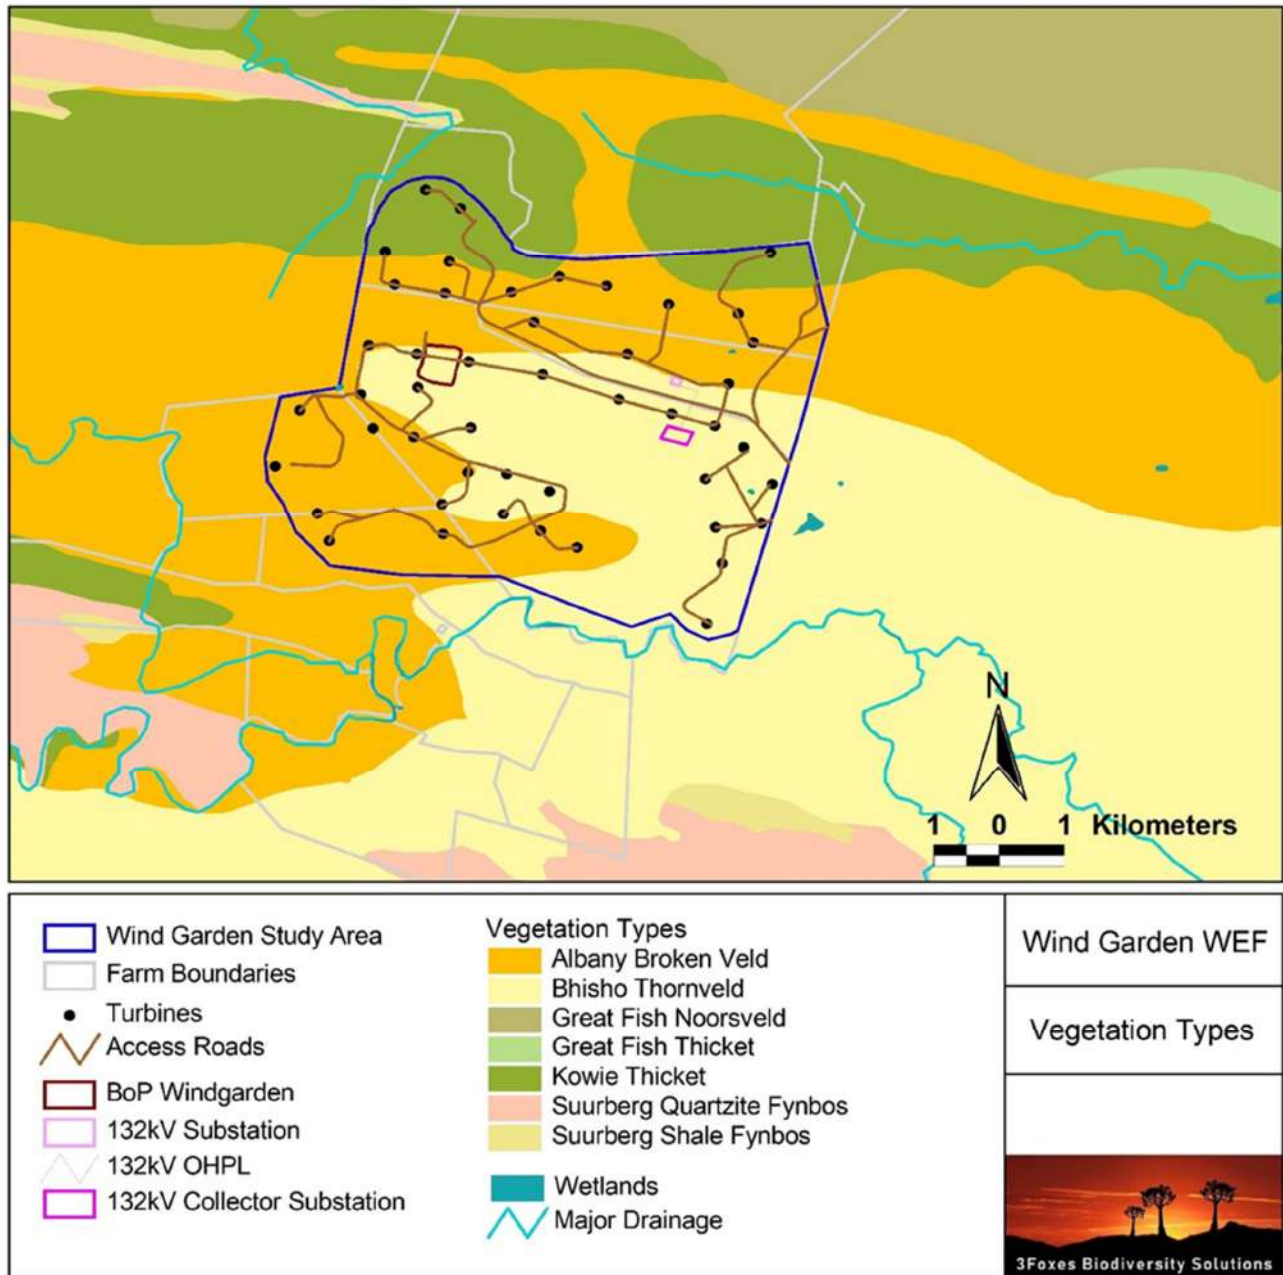 N
1 0 1 Kilometers
Wind Garden Study Area
Farm Boundaries
Turbines
Access Roads
BoP Windgarden
132kV Substation
132kV OHPL
132kV Collector Substation
Vegetation Types
Albany Broken Veld
Bhisho Thornveld
Great Fish Noorsveld
Great Fish Thicket
Kowie Thicket
Suurberg Quartzite Fynbos
Suurberg Shale Fynbos
Wetlands
Major Drainage
Wind Garden WEF
Vegetation Types
3Foxes Biodiversity Solutions